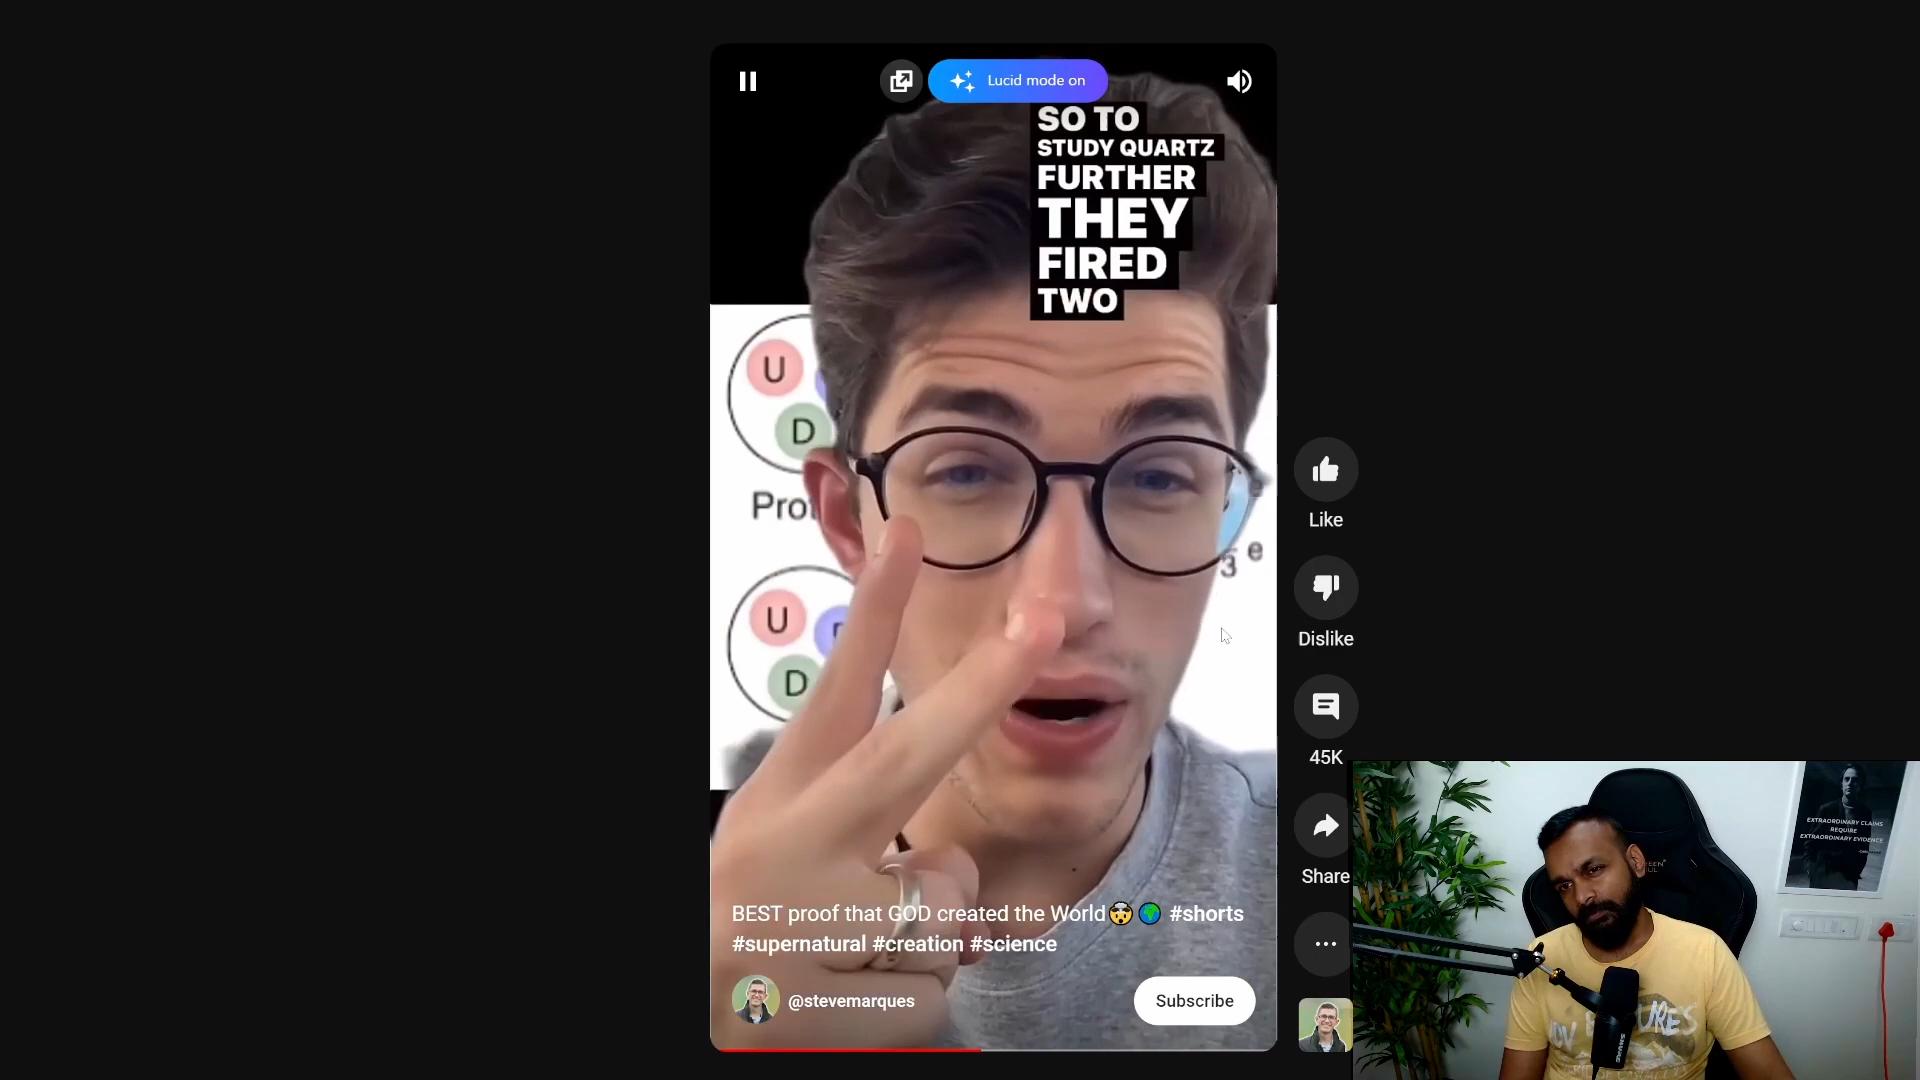 Lucid mode on
SO TO
STUDY QUARTZ
FURTHER
THEY
FIRED
TWO
U
D
3 e
U
D
Like
Dislike
45K
Share
BEST proof that GOD created the World🤯🌍 #shorts
#supernatural #creation #science
@stevemarques
Subscribe
EXTRAORDINARY CLAIMS
REQUIRE
EXTRAORDINARY EVIDENCE